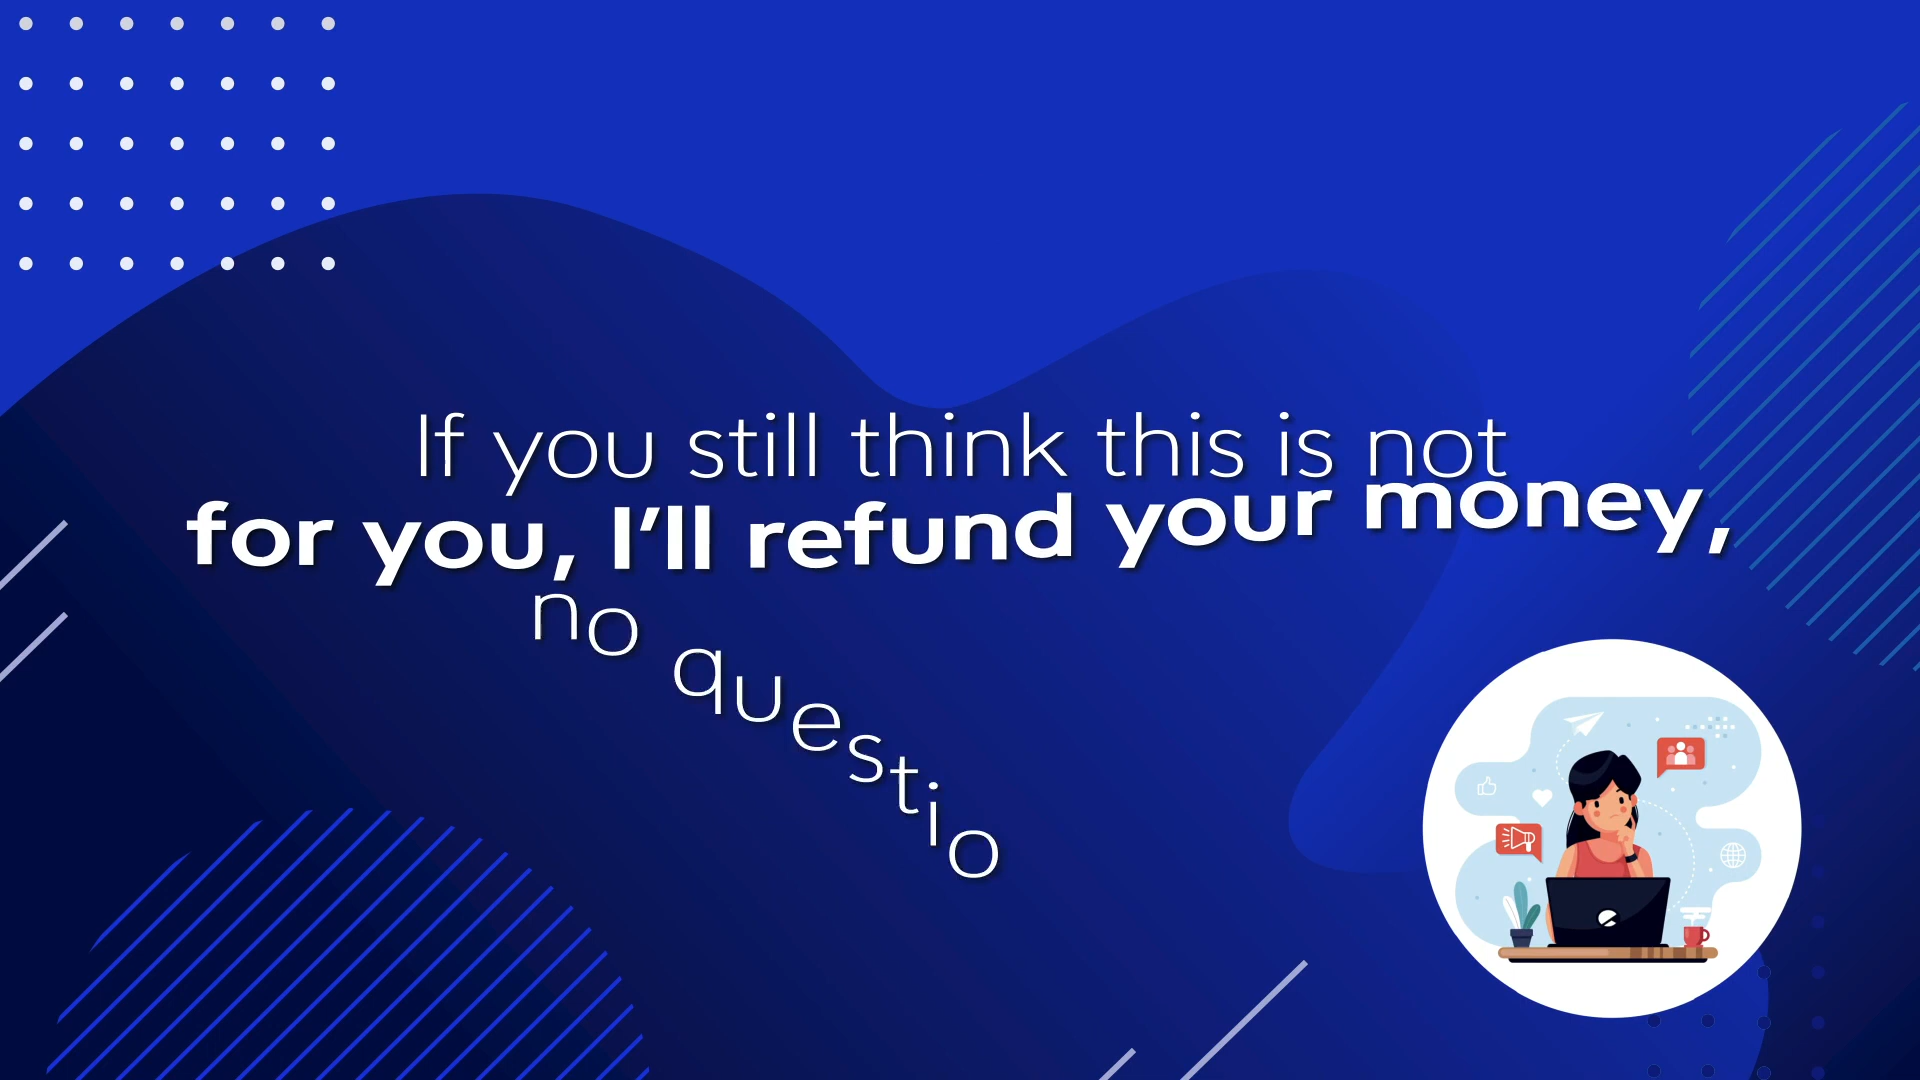 If you still think this is not
for you, I’ll refund your money,
no questio